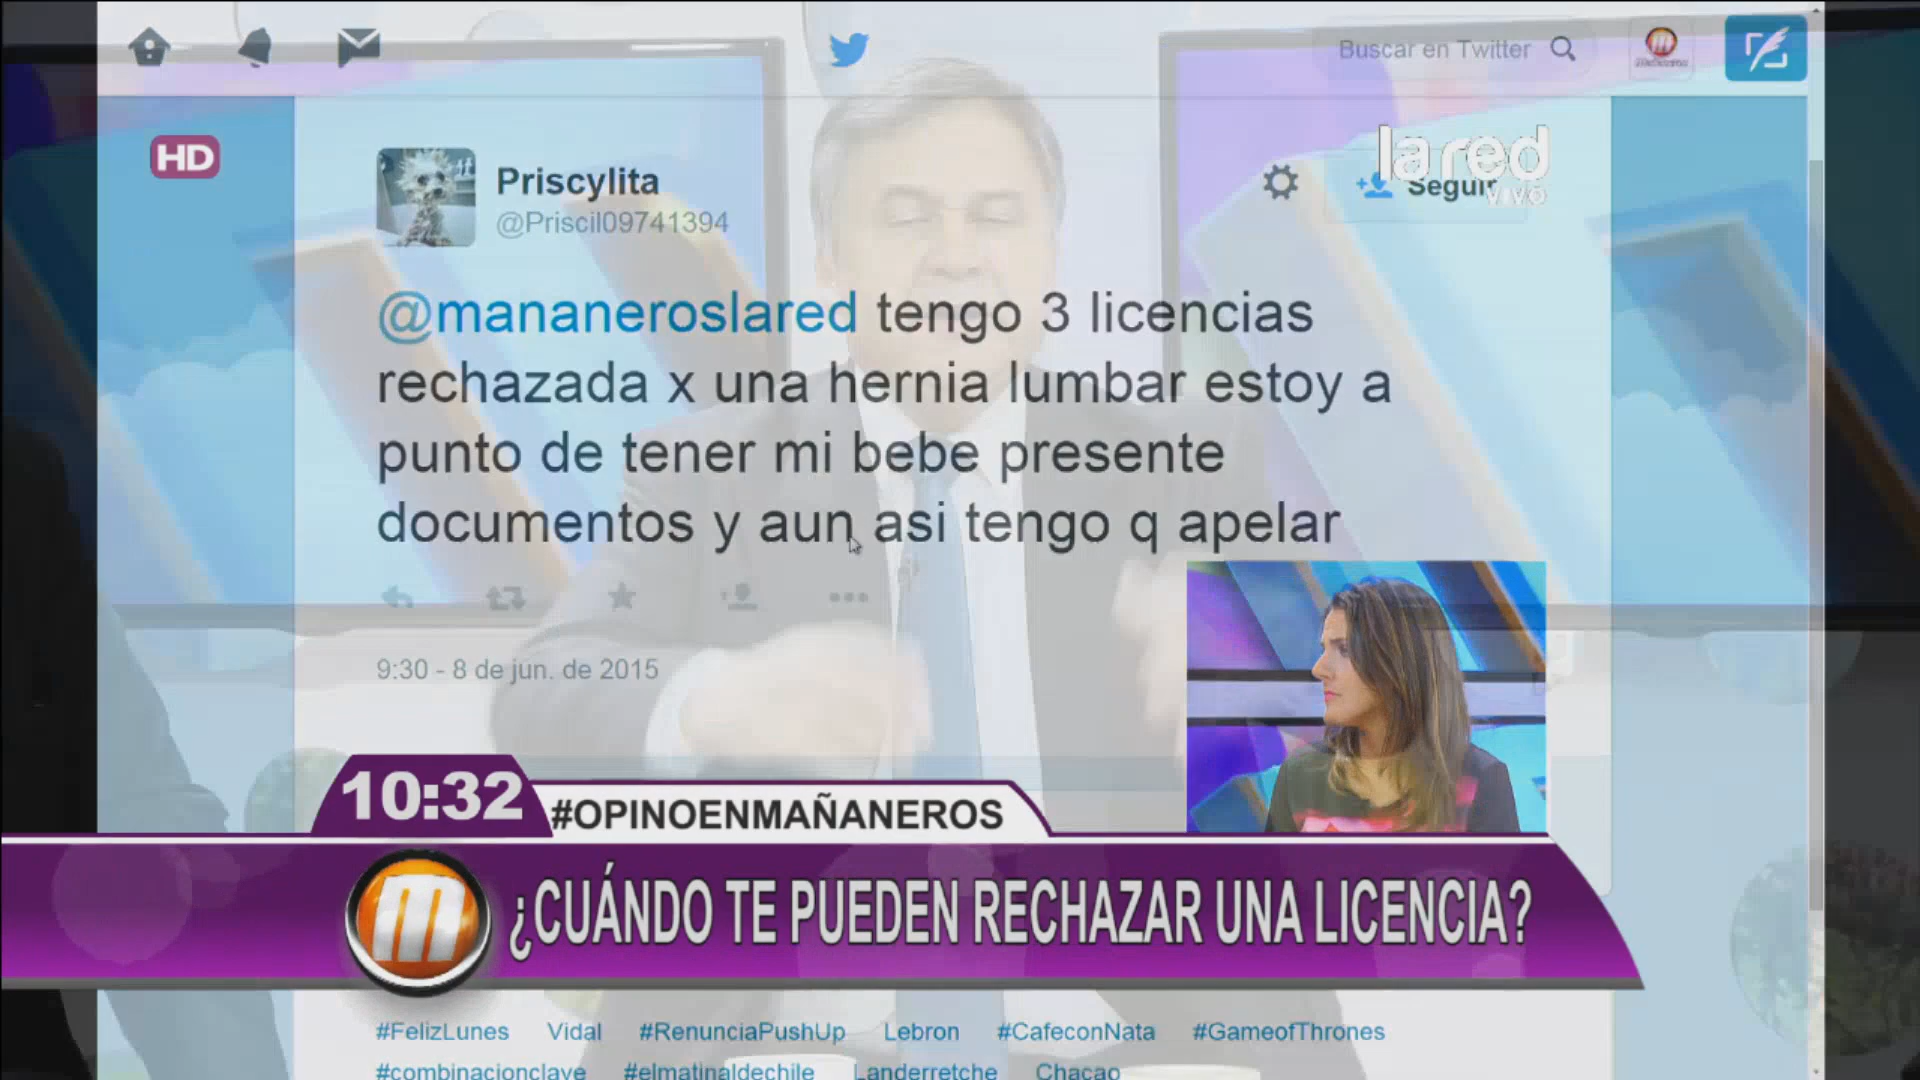 Buscar en Twitter
HD
la red
VIVO
Priscylita
Seguir
@Priscil09741394
@mananeroslared tengo 3 licencias
rechazada x una hernia lumbar estoy a
punto de tener mi bebe presente
documentos y aun asi tengo q apelar
9:30 - 8 de jun. de 2015
10:32
#OPINOENMAÑANEROS
m
¿CUÁNDO TE PUEDEN RECHAZAR UNA LICENCIA?
#FelizLunes Vidal #RenunciaPushUp Lebron #CafeconNata #GameofThrones
#combinacionclave #elmatinaldechile Landerretche Chacao